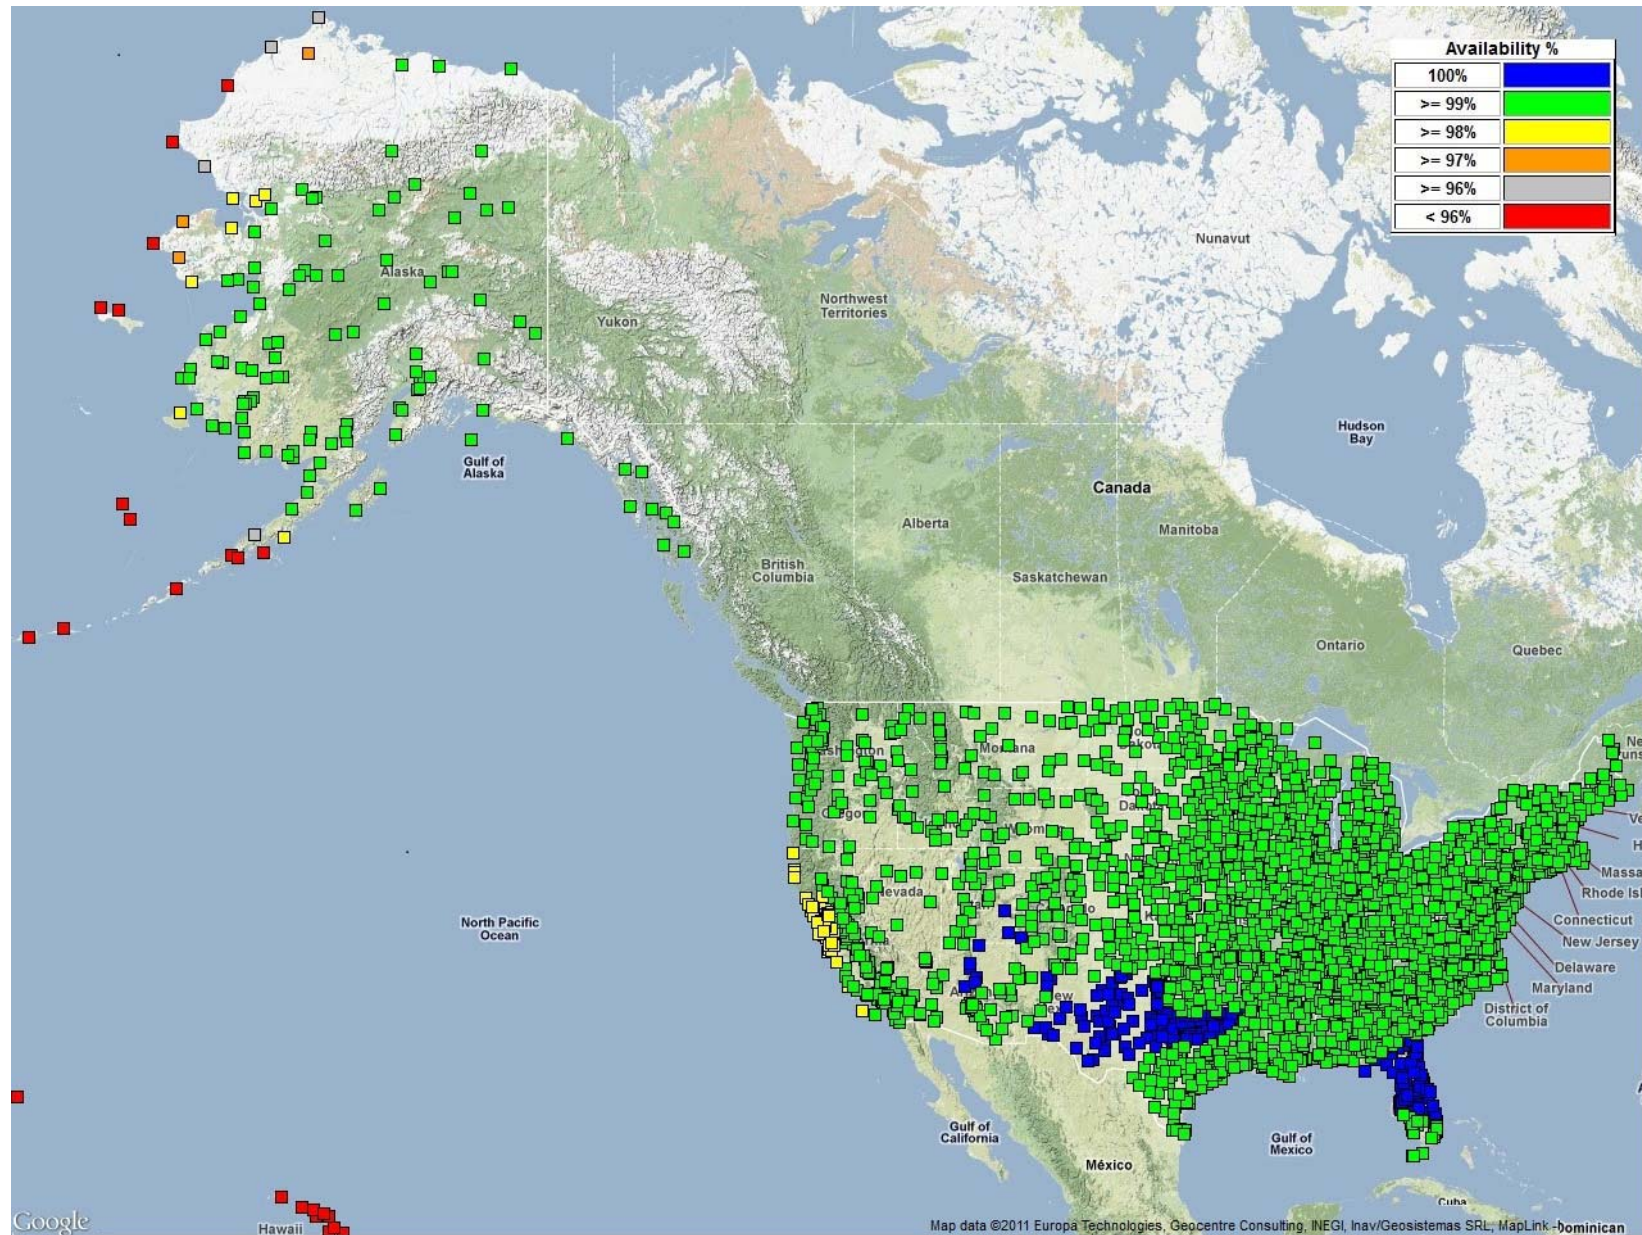 Availability %
100%
>= 99%
>= 98%
>= 97%
>= 96%
< 96%
Nunavut
Alaska
Yukon
Northwest
Territories
Hudson
Bay
Gulf of
Alaska
Canada
Alberta
Manitoba
British
Columbia
Saskatchewan
Ontario
Quebec
Montana
Nevada
Massa
Rhode Isl
Connecticut
New Jersey
North Pacific
Ocean
Delaware
Maryland
District of
Columbia
Gulf of
California
Gulf of
Mexico
México
Cuba
Google
Hawaii
Map data ©2011 Europa Technologies, Geocentre Consulting, INEGI, Inav/Geosistemas SRL, MapLink -
Dominican